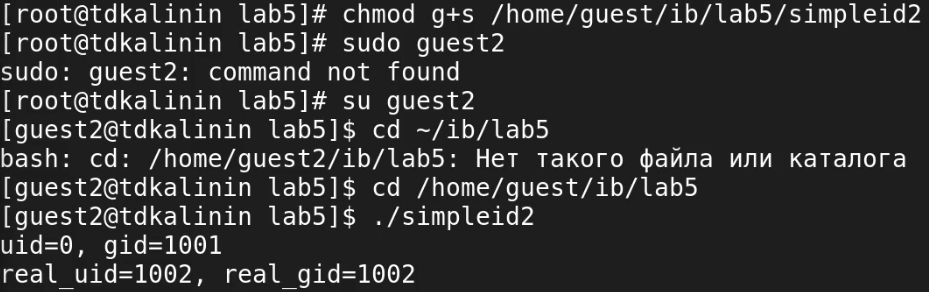 [root@tdkalinin lab5]# chmod g+s /home/guest/ib/lab5/simpleid2
[root@tdkalinin lab5]# sudo guest2
sudo: guest2: command not found
[root@tdkalinin lab5]# su guest2
[guest2@tdkalinin lab5]$ cd ~/ib/lab5
bash: cd: /home/guest2/ib/lab5: Нет такого файла или каталога
[guest2@tdkalinin lab5]$ cd /home/guest/ib/lab5
[guest2@tdkalinin lab5]$ ./simpleid2
uid=0, gid=1001
real_uid=1002, real_gid=1002